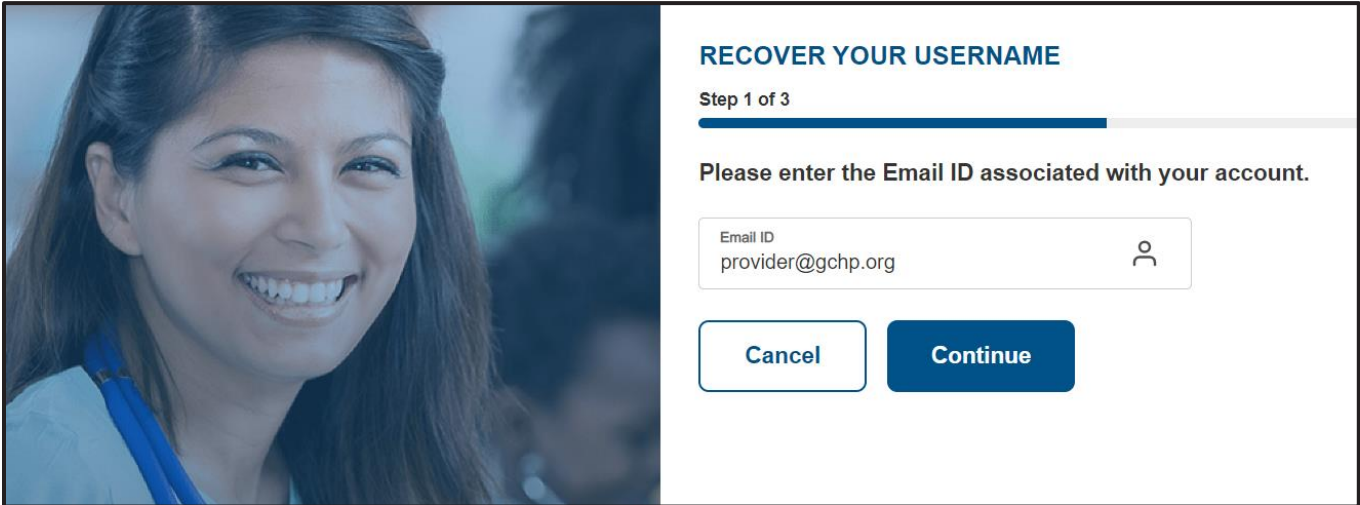 RECOVER YOUR USERNAME
Step 1 of 3
Please enter the Email ID associated with your account.
Email ID
provider@gchp.org
Cancel
Continue